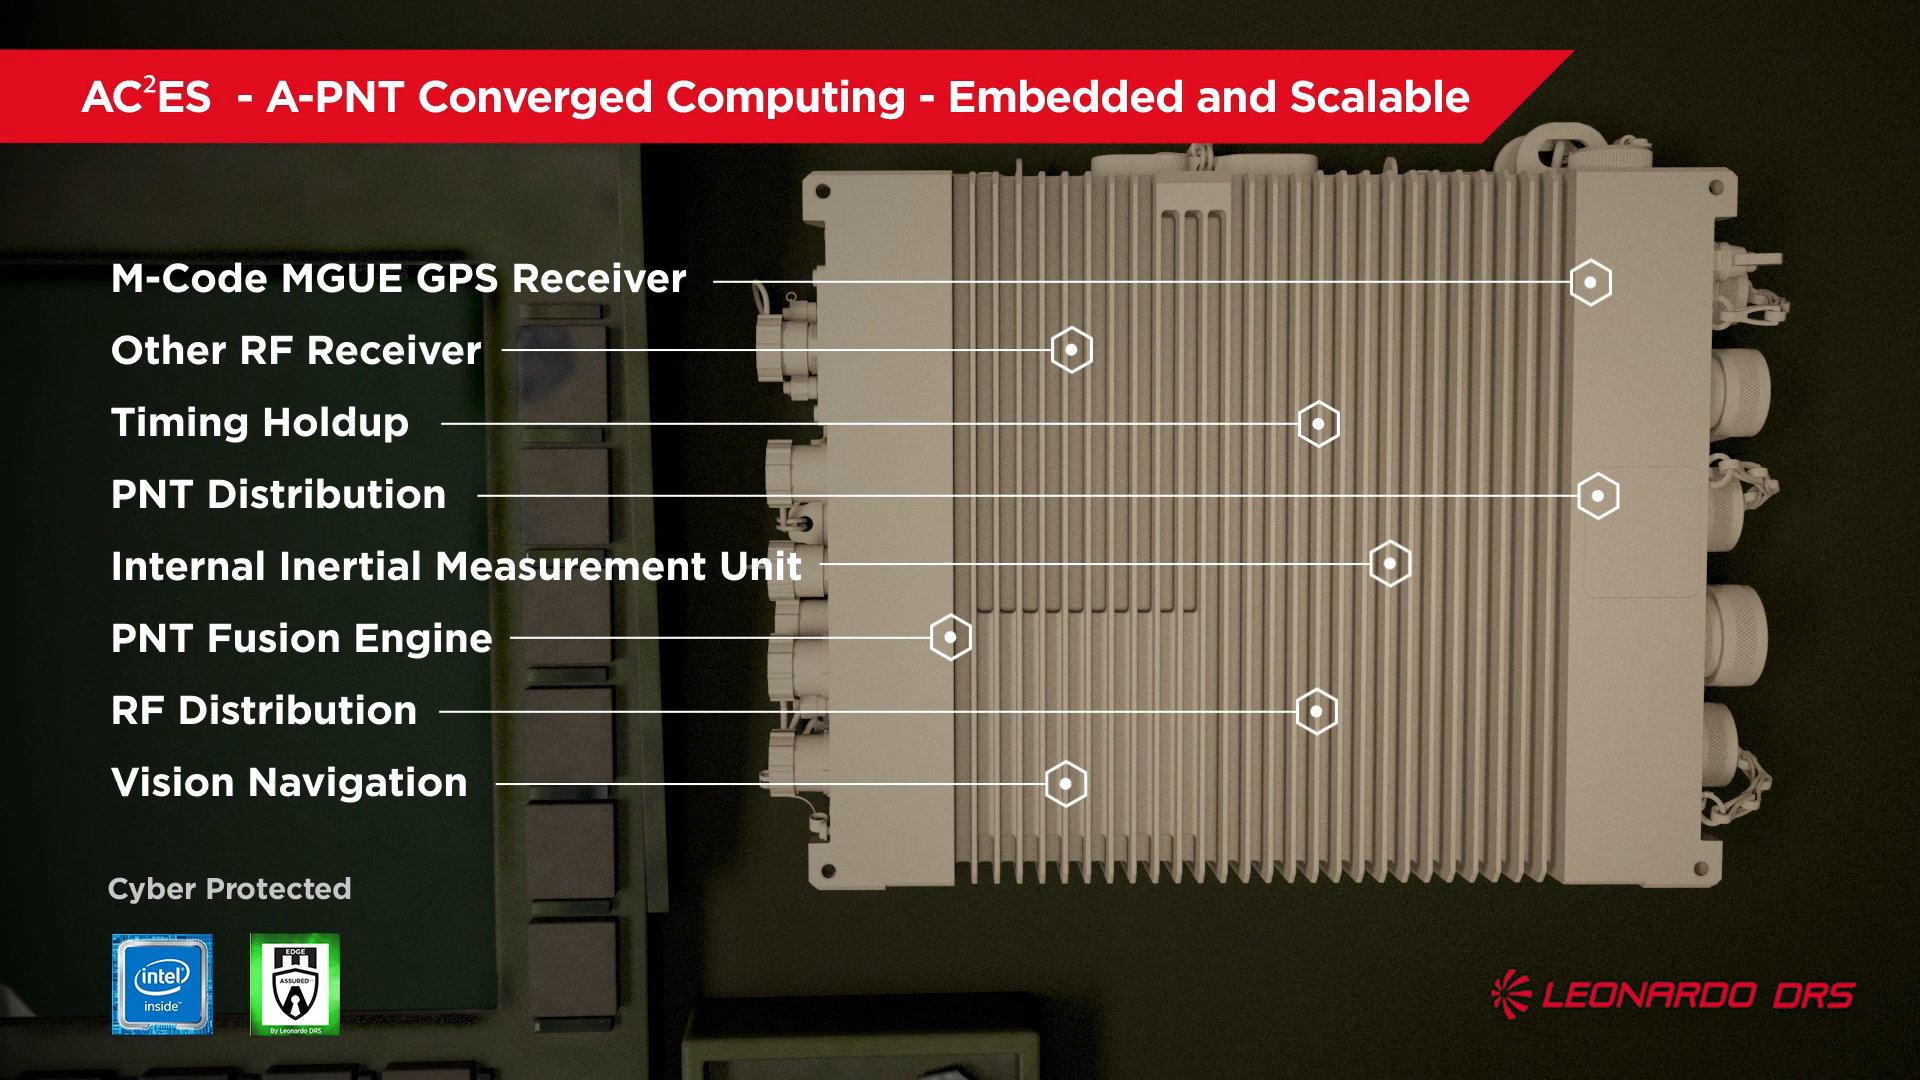 AC²ES - A-PNT Converged Computing - Embedded and Scalable
M-Code MGUE GPS Receiver
Other RF Receiver
Timing Holdup
PNT Distribution
Internal Inertial Measurement Unit
PNT Fusion Engine
RF Distribution
Vision Navigation
Cyber Protected
intel
inside™
EDGE
ASSURED™
By Leonardo DRS
LEONARDO DRS